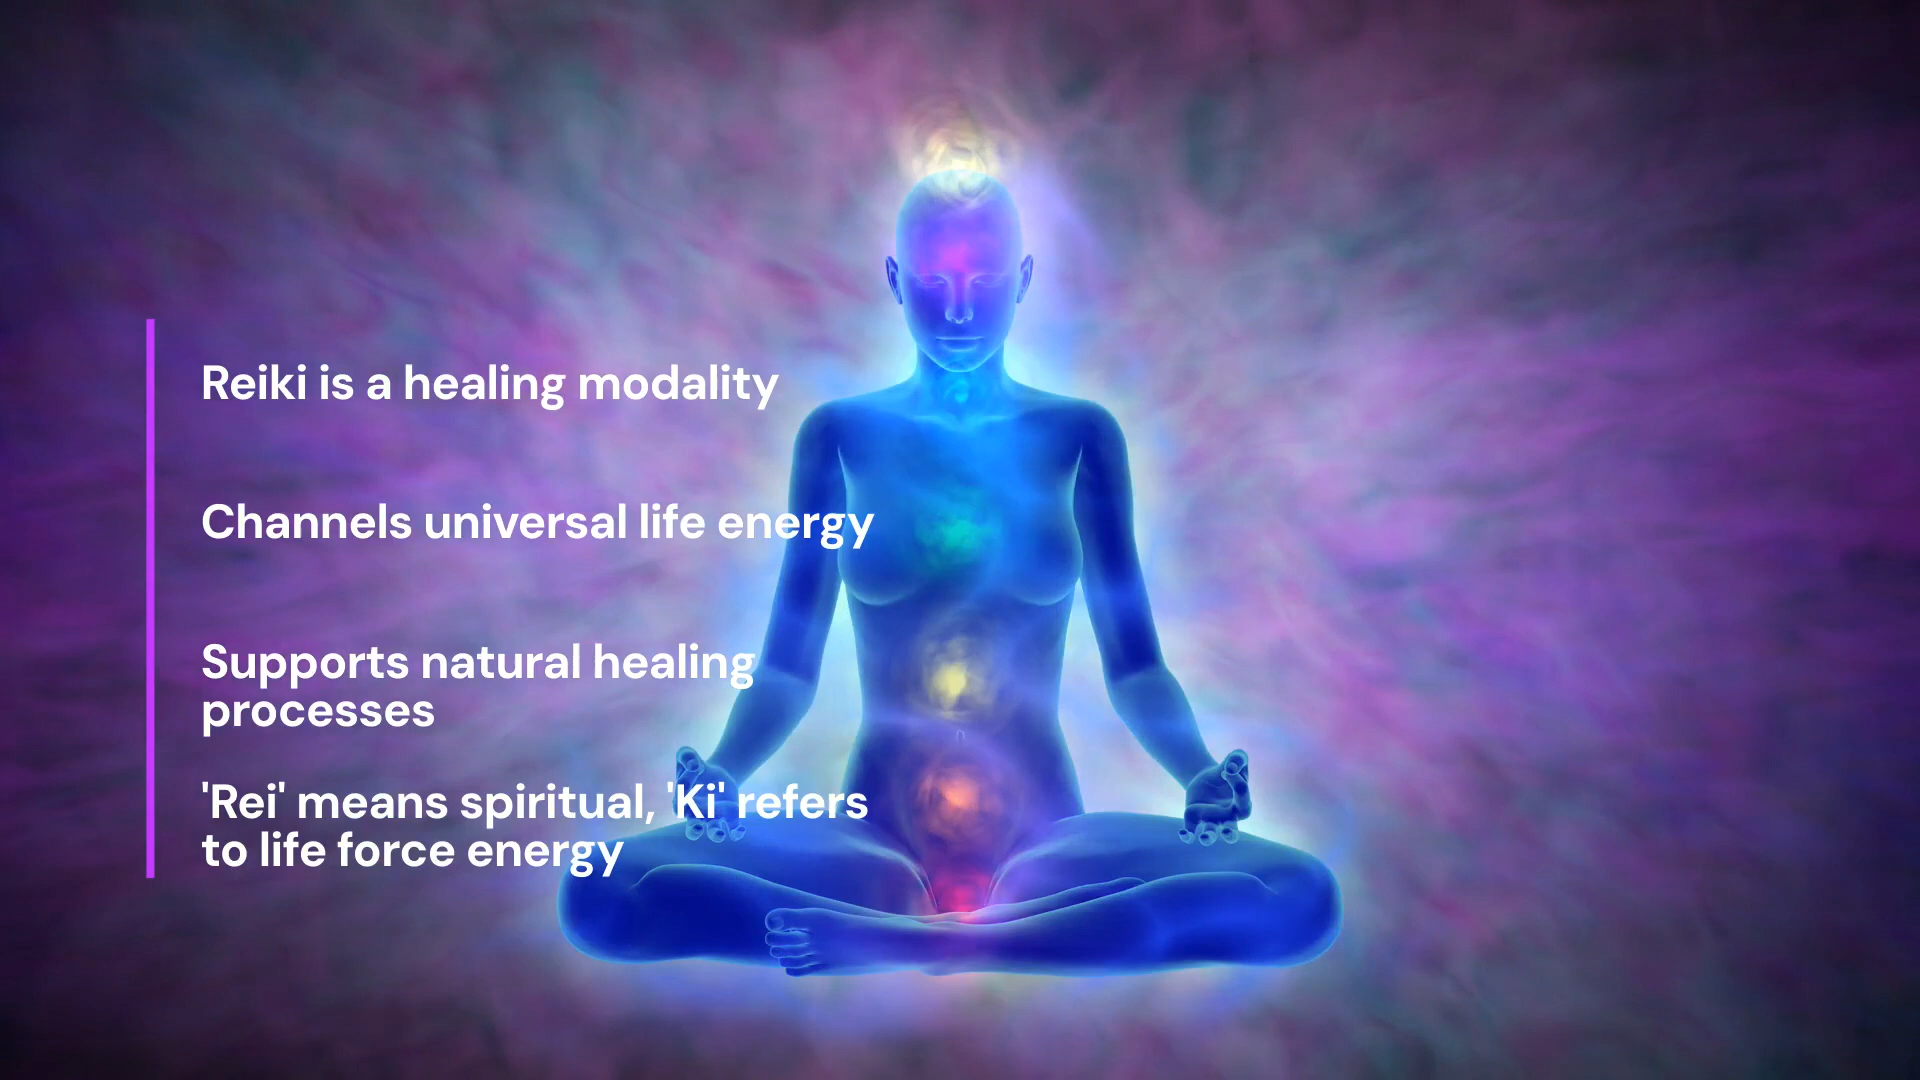 Reiki is a healing modality
Channels universal life energy
Supports natural healing
processes
'Rei' means spiritual, 'Ki' refers
to life force energy